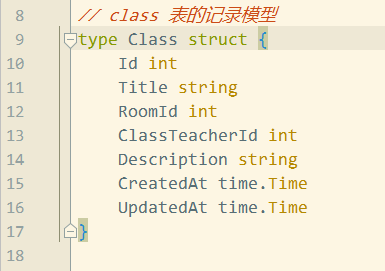 8 // class 表的记录模型
9 type Class struct {
10 Id int
11 Title string
12 RoomId int
13 ClassTeacherId int
14 Description string
15 CreatedAt time.Time
16 UpdatedAt time.Time
17 }
18